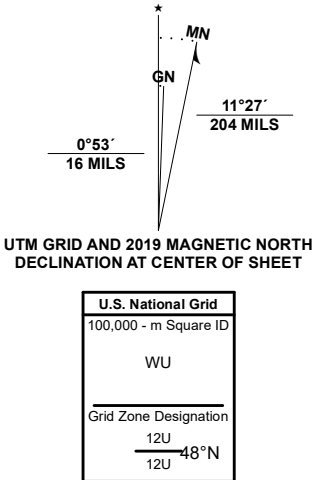 ★
MN
GN
11°27´
204 MILS
0°53´
16 MILS
UTM GRID AND 2019 MAGNETIC NORTH
DECLINATION AT CENTER OF SHEET
U.S. National Grid
100,000 - m Square ID
WU
Grid Zone Designation
12U
48°N
12U